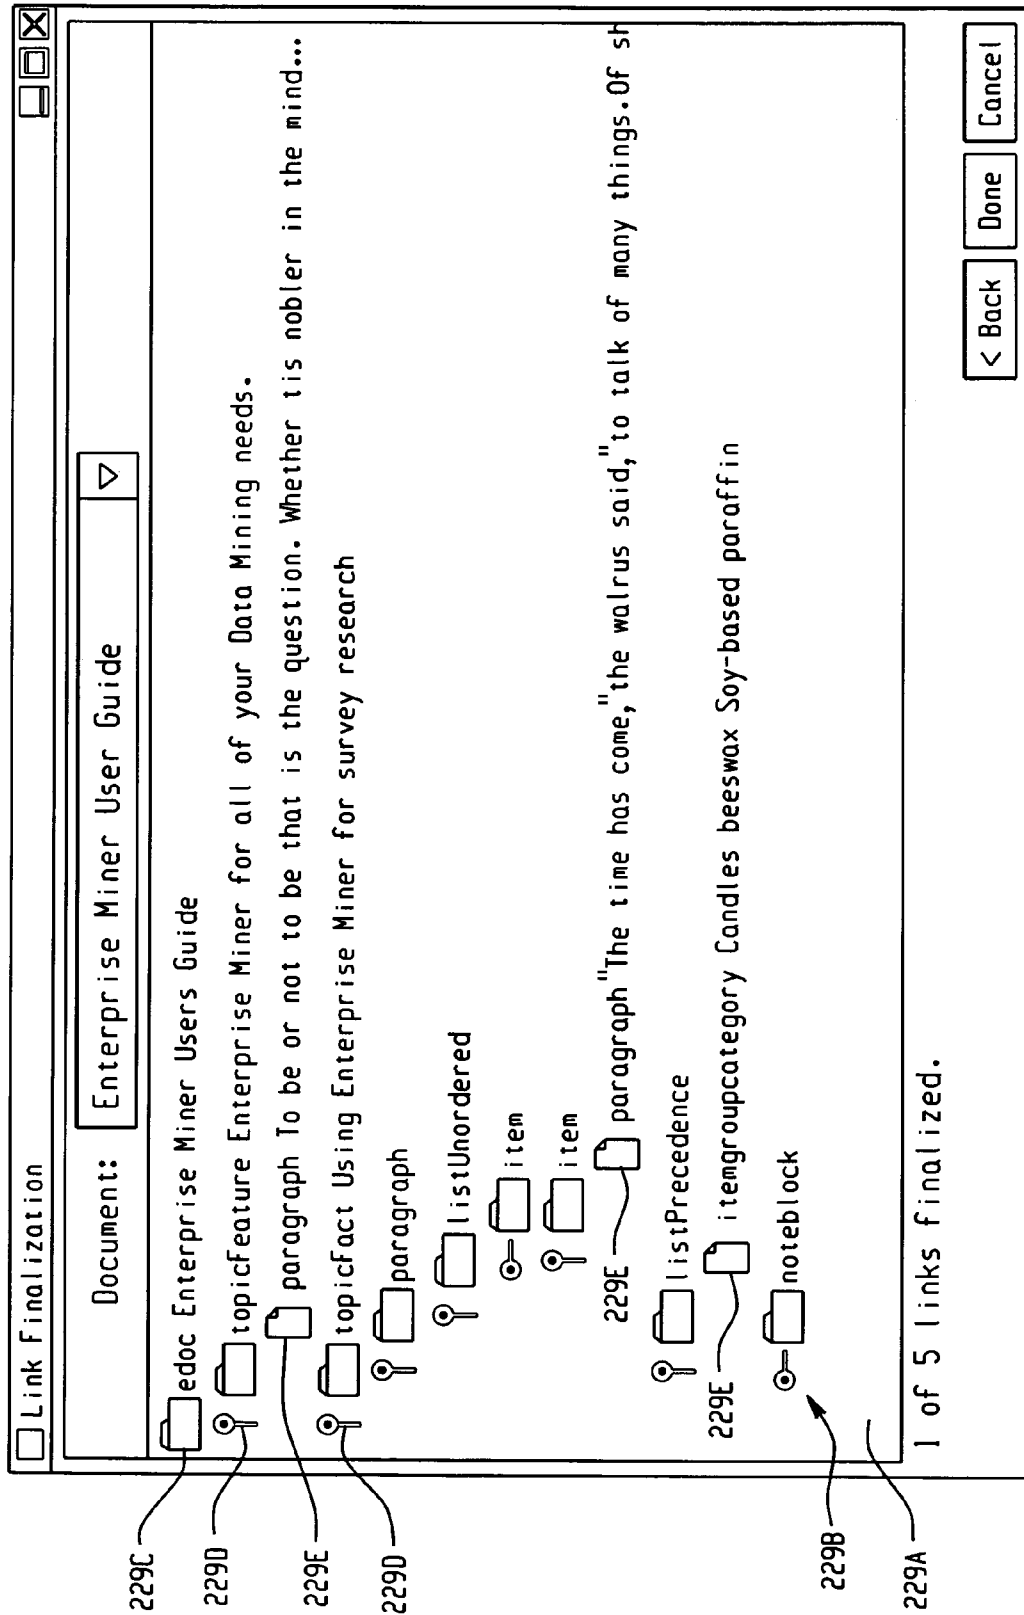 Link Finalization
Document: Enterprise Miner User Guide
edoc Enterprise Miner Users Guide
topicFeature Enterprise Miner for all of your Data Mining needs.
paragraph To be or not to be that is the question. Whether tis nobler in the mind...
topicFact Using Enterprise Miner for survey research
paragraph
listUnordered
item
item
paragraph "The time has come," the walrus said, "to talk of many things. Of sh
listPrecedence
itemgroupcategory Candles beeswax Soy-based paraffin
noteblock
1 of 5 links finalized.
< Back Done Cancel
229C
229D
229E
229D
229E
229E
229B
229A